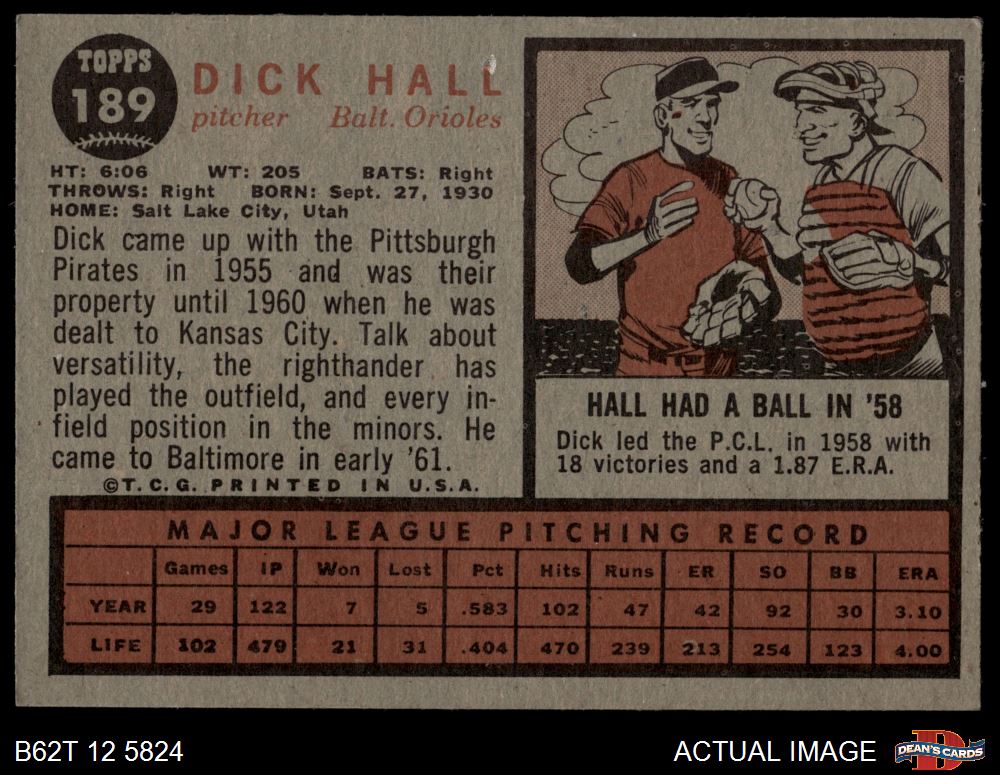 TOPPS
189
DICK HALL
pitcher Balt. Orioles
HT: 6:06 WT: 205 BATS: Right
THROWS: Right BORN: Sept. 27, 1930
HOME: Salt Lake City, Utah
Dick came up with the Pittsburgh
Pirates in 1955 and was their
property until 1960 when he was
dealt to Kansas City. Talk about
versatility, the righthander has
played the outfield, and every in-
field position in the minors. He
came to Baltimore in early '61.
©T.C.G. PRINTED IN U.S.A.
HALL HAD A BALL IN '58
Dick led the P.C.L. in 1958 with
18 victories and a 1.87 E.R.A.
MAJOR LEAGUE PITCHING RECORD
Games IP Won Lost Pct Hits Runs ER SO BB ERA
YEAR 29 122 7 5 .583 102 47 42 92 30 3.10
LIFE 102 479 21 31 .404 470 239 213 254 123 4.00
B62T 12 5824
ACTUAL IMAGE
D
DEAN'S CARDS